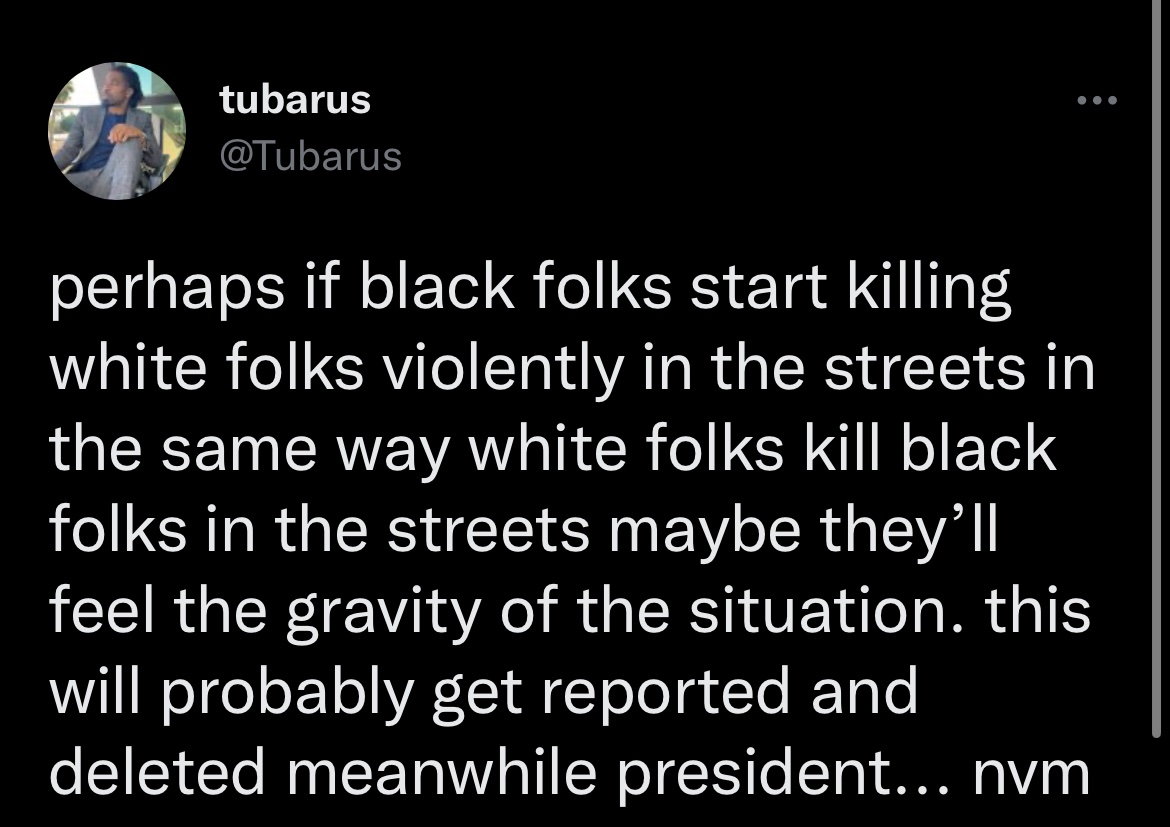 tubarus
@Tubarus
perhaps if black folks start killing
white folks violently in the streets in
the same way white folks kill black
folks in the streets maybe they’ll
feel the gravity of the situation. this
will probably get reported and
deleted meanwhile president... nvm